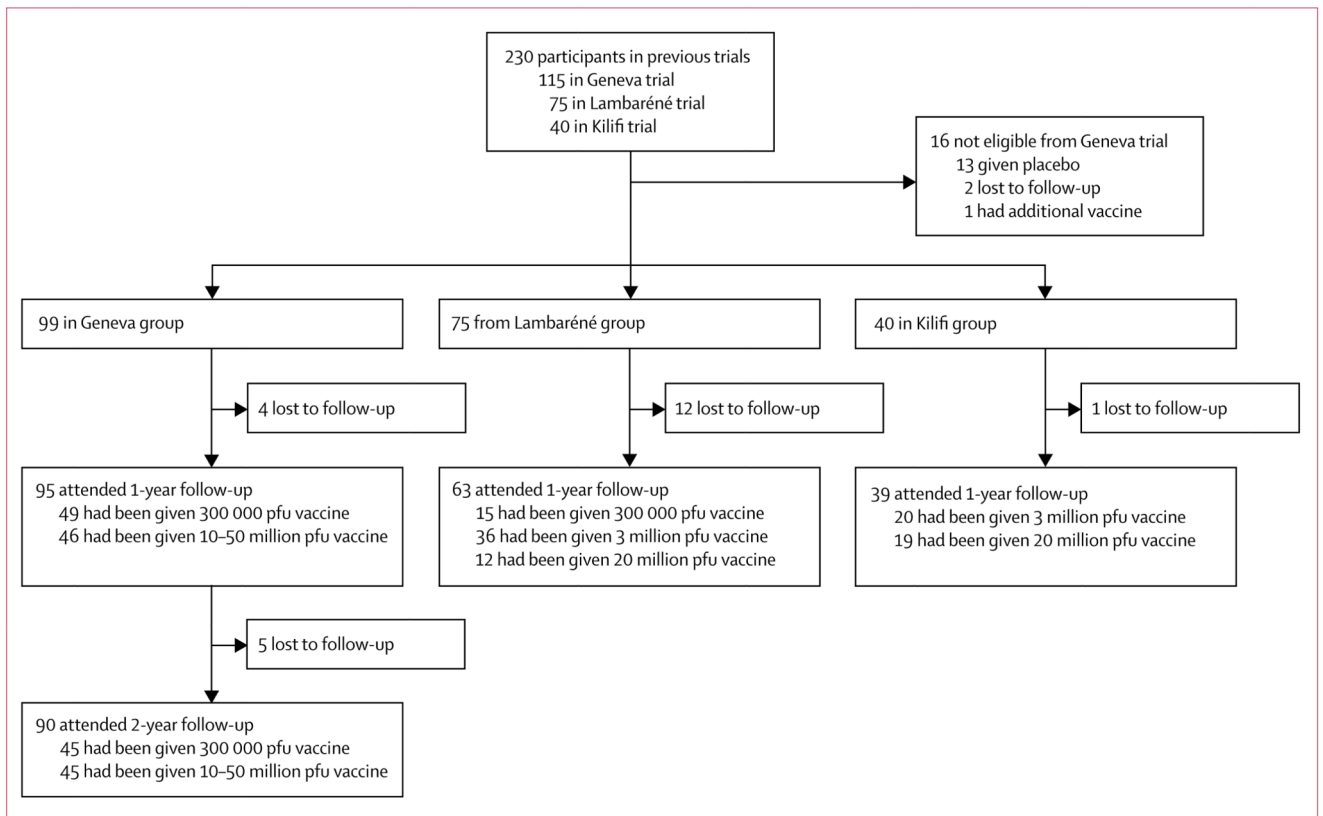 230 participants in previous trials
115 in Geneva trial
75 in Lambaréné trial
40 in Kilifi trial
16 not eligible from Geneva trial
13 given placebo
2 lost to follow-up
1 had additional vaccine
99 in Geneva group
75 from Lambaréné group
40 in Kilifi group
4 lost to follow-up
12 lost to follow-up
1 lost to follow-up
95 attended 1-year follow-up
49 had been given 300 000 pfu vaccine
46 had been given 10–50 million pfu vaccine
63 attended 1-year follow-up
15 had been given 300 000 pfu vaccine
36 had been given 3 million pfu vaccine
12 had been given 20 million pfu vaccine
39 attended 1-year follow-up
20 had been given 3 million pfu vaccine
19 had been given 20 million pfu vaccine
5 lost to follow-up
90 attended 2-year follow-up
45 had been given 300 000 pfu vaccine
45 had been given 10–50 million pfu vaccine